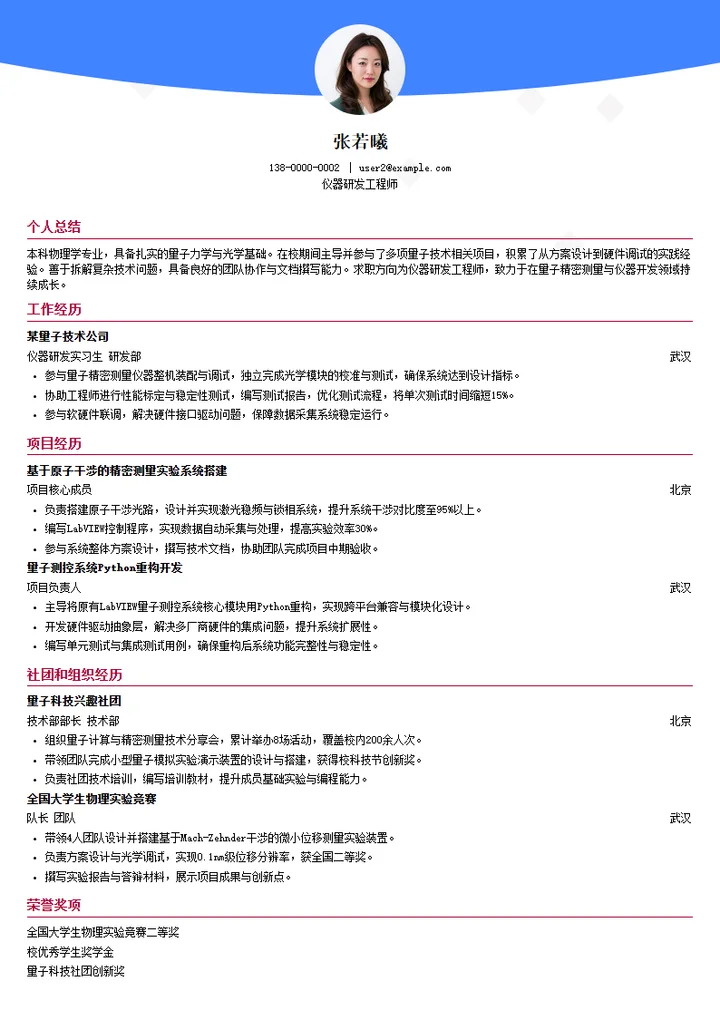 张若曦
138-0000-0002 | user2@example.com
仪器研发工程师
个人总结
本科物理学专业，具备扎实的量子力学与光学基础。在校期间主导并参与了多项量子技术相关项目，积累了从方案设计到硬件调试的实践经
验。善于拆解复杂技术问题，具备良好的团队协作与文档撰写能力。求职方向为仪器研发工程师，致力于在量子精密测量与仪器开发领域持
续成长。
工作经历
某量子技术公司
仪器研发实习生 研发部 武汉
• 参与量子精密测量仪器整机装配与调试，独立完成光学模块的校准与测试，确保系统达到设计指标。
• 协助工程师进行性能标定与稳定性测试，编写测试报告，优化测试流程，将单次测试时间缩短15%。
• 参与软硬件联调，解决硬件接口驱动问题，保障数据采集系统稳定运行。
项目经历
基于原子干涉的精密测量实验系统搭建
项目核心成员 北京
• 负责搭建原子干涉光路，设计并实现激光稳频与锁相系统，提升系统干涉对比度至95%以上。
• 编写LabVIEW控制程序，实现数据自动采集与处理，提高实验效率30%。
• 参与系统整体方案设计，撰写技术文档，协助团队完成项目中期验收。
量子测控系统Python重构开发
项目负责人 武汉
• 主导将原有LabVIEW量子测控系统核心模块用Python重构，实现跨平台兼容与模块化设计。
• 开发硬件驱动抽象层，解决多厂商硬件的集成问题，提升系统扩展性。
• 编写单元测试与集成测试用例，确保重构后系统功能完整性与稳定性。
社团和组织经历
量子科技兴趣社团
技术部部长 技术部 北京
• 组织量子计算与精密测量技术分享会，累计举办8场活动，覆盖校内200余人次。
• 带领团队完成小型量子模拟实验演示装置的设计与搭建，获得校科技节创新奖。
• 负责社团技术培训，编写培训教材，提升成员基础实验与编程能力。
全国大学生物理实验竞赛
队长 团队 武汉
• 带领4人团队设计并搭建基于Mach-Zehnder干涉的微小位移测量实验装置。
• 负责方案设计与光学调试，实现0.1nm级位移分辨率，获全国二等奖。
• 撰写实验报告与答辩材料，展示项目成果与创新点。
荣誉奖项
全国大学生物理实验竞赛二等奖
校优秀学生奖学金
量子科技社团创新奖